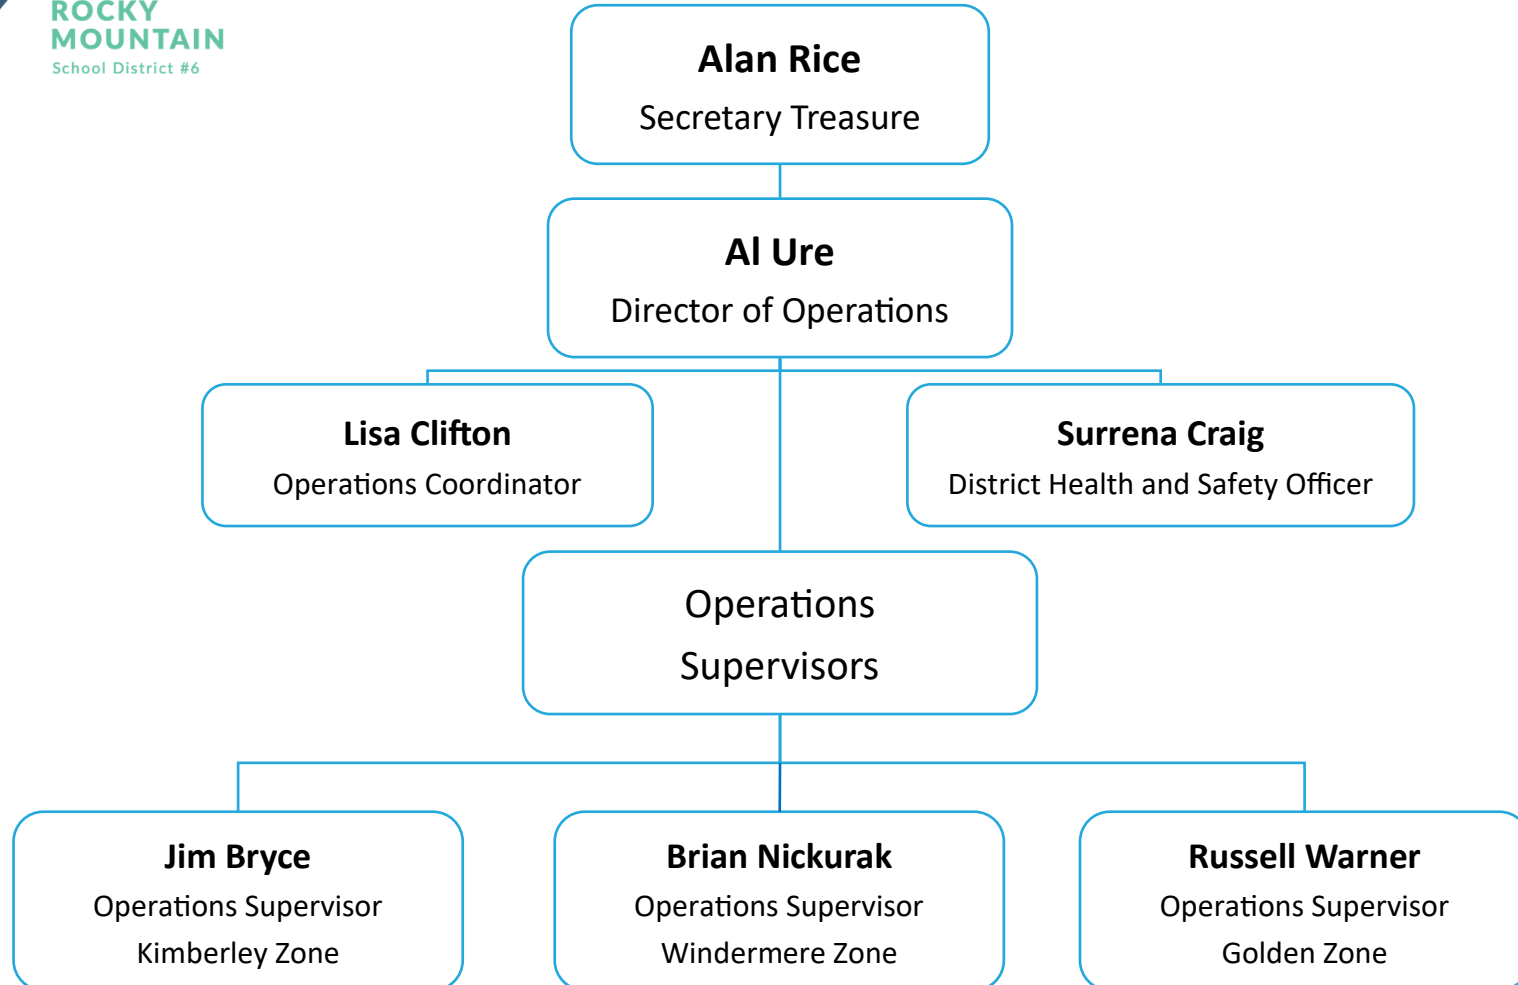 ROCKY
MOUNTAIN
School District #6
Alan Rice
Secretary Treasure
Al Ure
Director of Operations
Lisa Clifton
Operations Coordinator
Surrena Craig
District Health and Safety Officer
Operations
Supervisors
Jim Bryce
Operations Supervisor
Kimberley Zone
Brian Nickurak
Operations Supervisor
Windermere Zone
Russell Warner
Operations Supervisor
Golden Zone